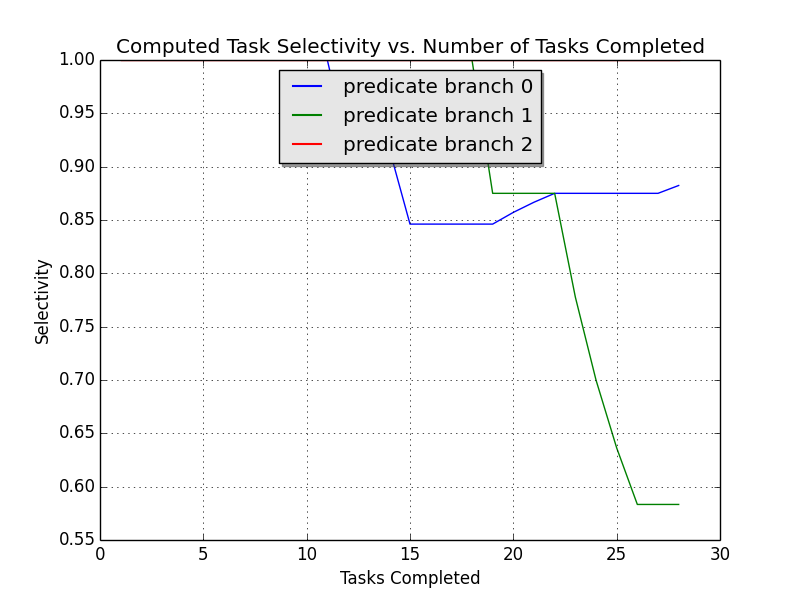 Computed Task Selectivity vs. Number of Tasks Completed
1.00
0.95
0.90
0.85
0.80
0.75
0.70
0.65
0.60
0.55
Selectivity
predicate branch 0
predicate branch 1
predicate branch 2
0 5 10 15 20 25 30
Tasks Completed